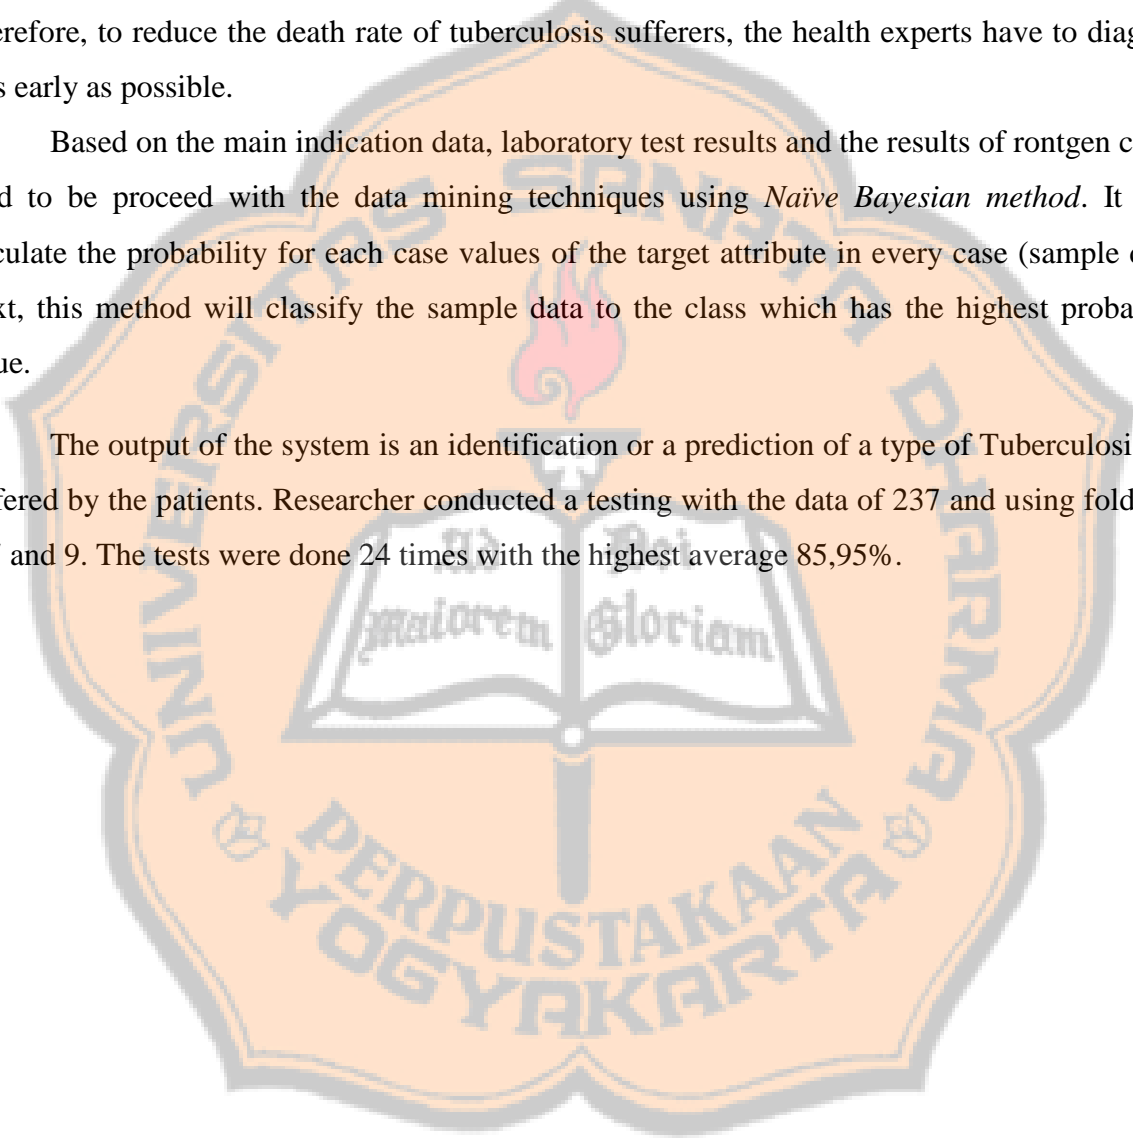 erefore, to reduce the death rate of tuberculosis sufferers, the health experts have to diag
s early as possible.
Based on the main indication data, laboratory test results and the results of rontgen c
d to be proceed with the data mining techniques using Naïve Bayesian method. It
culate the probability for each case values of the target attribute in every case (sample
xt, this method will classify the sample data to the class which has the highest proba
ue.
The output of the system is an identification or a prediction of a type of Tuberculosi
fered by the patients. Researcher conducted a testing with the data of 237 and using fold
and 9. The tests were done 24 times with the highest average 85,95%.
UNIVERSITAS SANATA DHARMA
Ad Dei
maiorem Gloriam
PERPUSTAKAAN
YOGYAKARTA